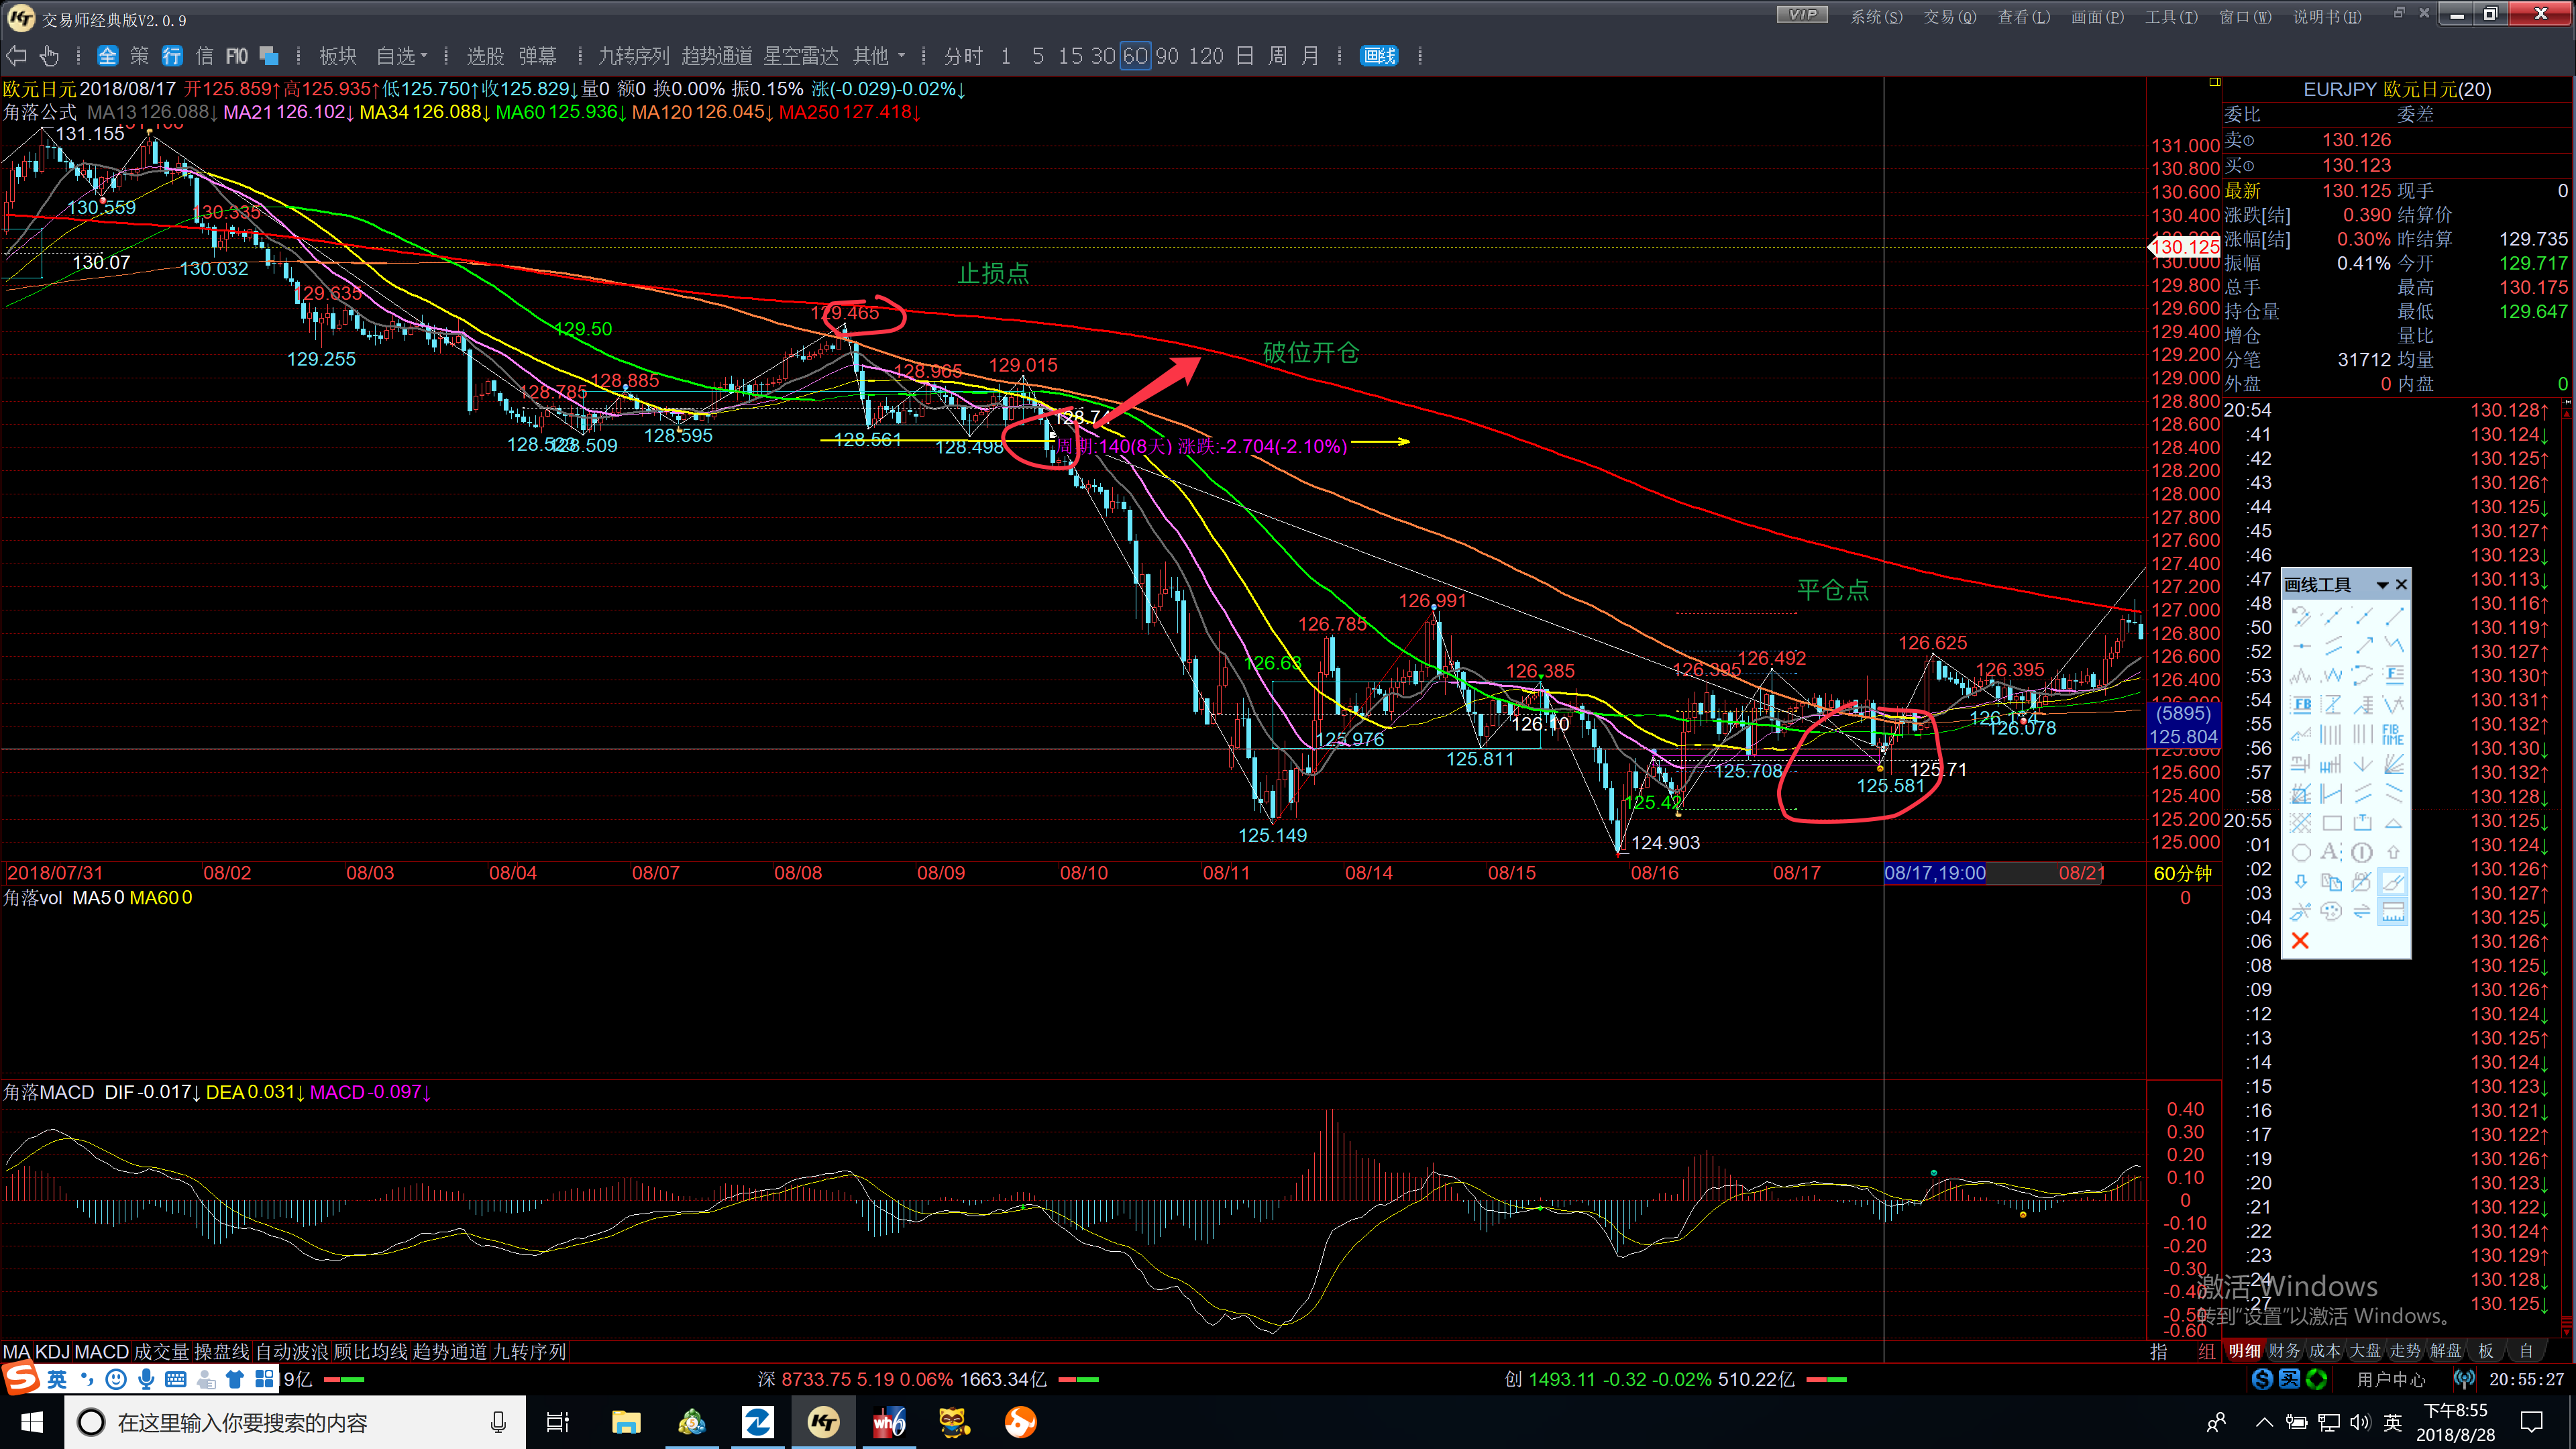 交易师经典版V2.0.9
VIP 系统(S) 交易(Q) 查看(L) 画面(P) 工具(T) 窗口(W) 说明书(H)
全 策 行 信 F10 板块 自选 选股 弹幕 九转序列 趋势通道 星空雷达 其他 分时 1 5 15 30 60 90 120 日 周 月 画线
欧元日元 2018/08/17 开125.859↑高125.935↑低125.750↑收125.829↓量0 额0 换0.00% 振0.15% 涨(-0.029)-0.02%↓
角落公式 MA13 126.088↓ MA21 126.102↓ MA34 126.088↓ MA60 125.936↓ MA120 126.045↓ MA250 127.418↓
131.155
130.559
130.335
130.07
130.032
止损点
129.635
129.465
129.50
129.255
破位开仓
129.015
128.965
128.885
128.785
128.74
128.595
128.509
128.561
128.498
周期:140(8天) 涨跌:-2.704(-2.10%)
平仓点
126.991
126.785
126.63
126.625
126.492
126.385
126.395
126.395
126.10
126.078
125.976
125.811
125.708
125.71
125.581
125.42
125.149
124.903
131.000
130.800
130.600
130.400
130.125
130.000
129.800
129.600
129.400
129.200
129.000
128.800
128.600
128.400
128.200
128.000
127.800
127.600
127.400
127.200
127.000
126.800
126.600
126.400
(5895)
125.804
125.600
125.400
125.200
125.000
2018/07/31 08/02 08/03 08/04 08/07 08/08 08/09 08/10 08/11 08/14 08/15 08/16 08/17 08/17,19:00 08/21 60分钟
角落vol MA5 0 MA60 0
0
角落MACD DIF-0.017↓ DEA 0.031↓ MACD-0.097↓
0.40
0.30
0.20
0.10
0
-0.10
-0.20
-0.30
-0.40
-0.50
-0.60
MA KDJ MACD 成交量 操盘线 自动波浪 顾比均线 趋势通道 九转序列
指 组
EURJPY 欧元日元(20)
委比 委差
卖① 130.126
买① 130.123
最新 130.125 现手 0
涨跌[结] 0.390 结算价
涨幅[结] 0.30% 昨结算 129.735
振幅 0.41% 今开 129.717
总手 最高 130.175
持仓量 最低 129.647
增仓 量比
分笔 31712 均量
外盘 0 内盘 0
20:54 130.128↑
:41 130.124↓
:42 130.125↑
:43 130.126↑
:44 130.125↓
:45 130.127↑
:46 130.123↓
:47 130.113↓
:48 130.116↑
:50 130.119↑
:52 130.127↑
:53 130.130↑
:54 130.131↑
:55 130.132↑
:56 130.130↓
:57 130.132↑
:58 130.128↓
20:55 130.125↓
:01 130.124↓
:02 130.126↑
:03 130.127↑
:04 130.125↓
:06 130.126↑
:08 130.125↓
:09 130.126↑
:12 130.124↓
:13 130.125↑
:14 130.124↓
:15 130.123↓
:16 130.121↓
:17 130.122↑
:19 130.126↑
:20 130.123↓
:21 130.122↓
:22 130.124↑
:23 130.129↑
:24 130.128↓
:27 130.125↓
画线工具
F
FB
FIB
TIME
A
激活 Windows
转到“设置”以激活 Windows。
明细 财务 成本 大盘 走势 解盘 板 自
英
9亿 深 8733.75 5.19 0.06% 1663.34亿 创 1493.11 -0.32 -0.02% 510.22亿
买 用户中心 20:55:27
在这里输入你要搜索的内容
wh6
英
下午8:55
2018/8/28